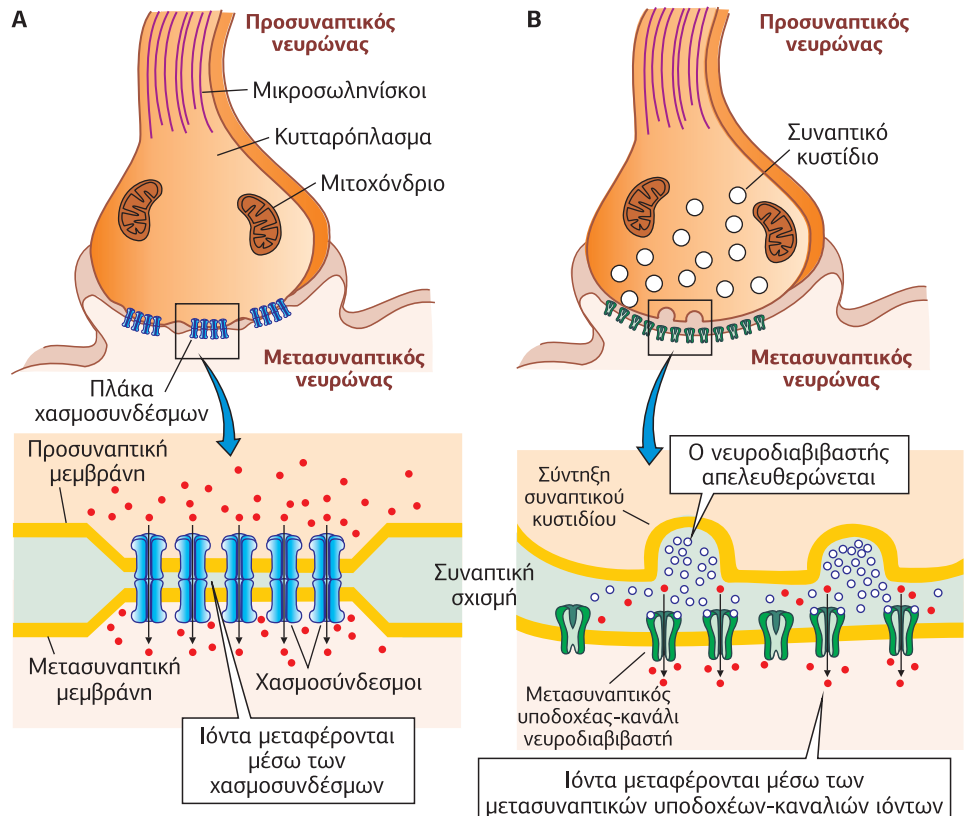 A
Προσυναπτικός
νευρώνας
Μικροσωληνίσκοι
Κυτταρόπλασμα
Μιτοχόνδριο
Μετασυναπτικός
νευρώνας
Πλάκα
χασμοσυνδέσμων
Προσυναπτική
μεμβράνη
Μετασυναπτική
μεμβράνη
Χασμοσύνδεσμοι
Ιόντα μεταφέρονται
μέσω των
χασμοσυνδέσμων
Συναπτική
σχισμή
B
Προσυναπτικός
νευρώνας
Συναπτικό
κυστίδιο
Μετασυναπτικός
νευρώνας
Ο νευροδιαβιβαστής
απελευθερώνεται
Σύντηξη
συναπτικού
κυστιδίου
Μετασυναπτικός
υποδοχέας-κανάλι
νευροδιαβιβαστή
Ιόντα μεταφέρονται μέσω των
μετασυναπτικών υποδοχέων-καναλιών ιόντων